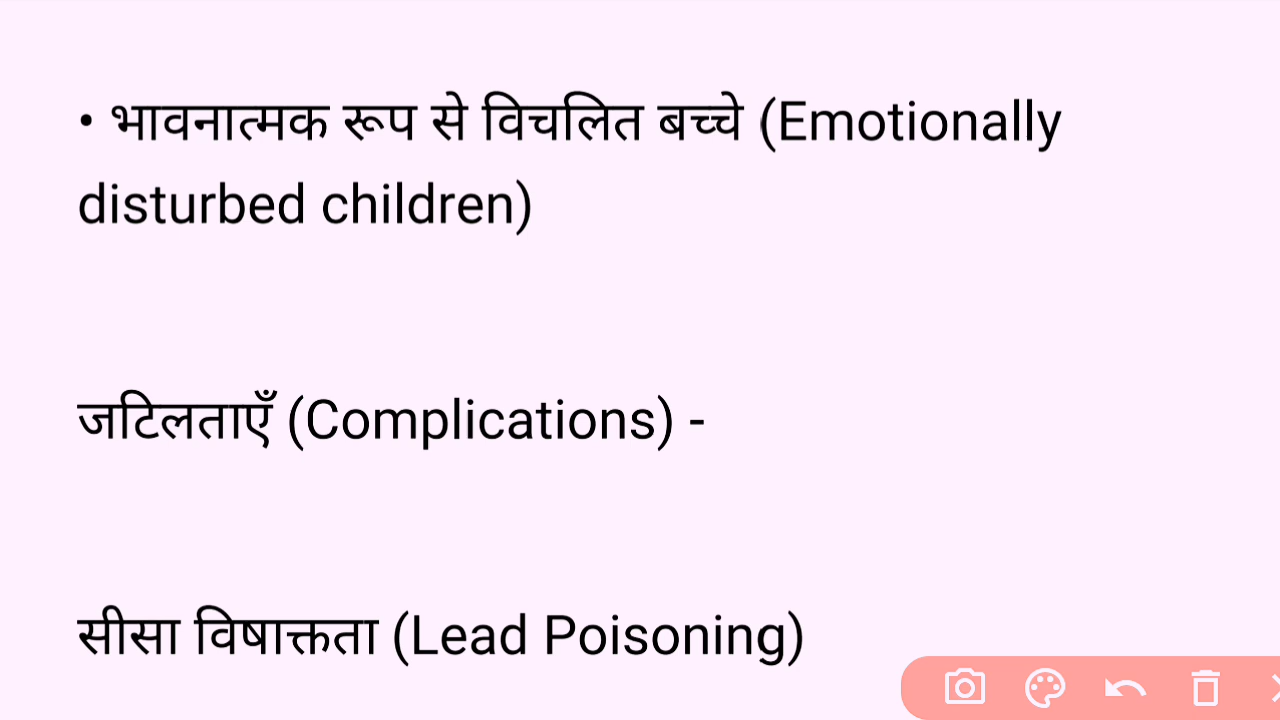 • भावनात्मक रूप से विचलित बच्चे (Emotionally
disturbed children)
जटिलताएँ (Complications) -
सीसा विषाक्तता (Lead Poisoning)